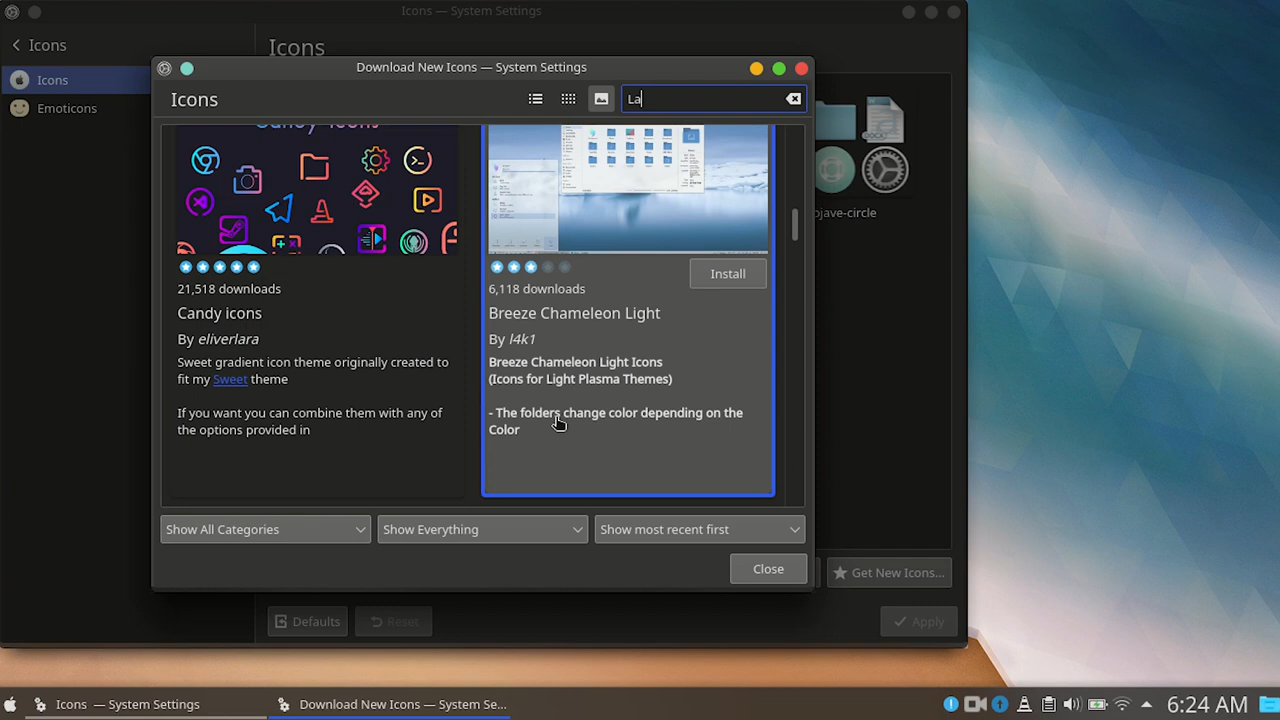 Icons — System Settings
Icons
Icons
Icons
Emoticons
Download New Icons — System Settings
Icons
La
Candy icons
21,518 downloads
Candy icons
By eliverlara
Sweet gradient icon theme originally created to
fit my Sweet theme
If you want you can combine them with any of
the options provided in
Install
6,118 downloads
Breeze Chameleon Light
By l4k1
Breeze Chameleon Light Icons
(Icons for Light Plasma Themes)
- The folders change color depending on the
Color
ojave-circle
Show All Categories
Show Everything
Show most recent first
Close
Get New Icons...
Defaults
Reset
Apply
Icons — System Settings
Download New Icons — System Se...
6:24 AM